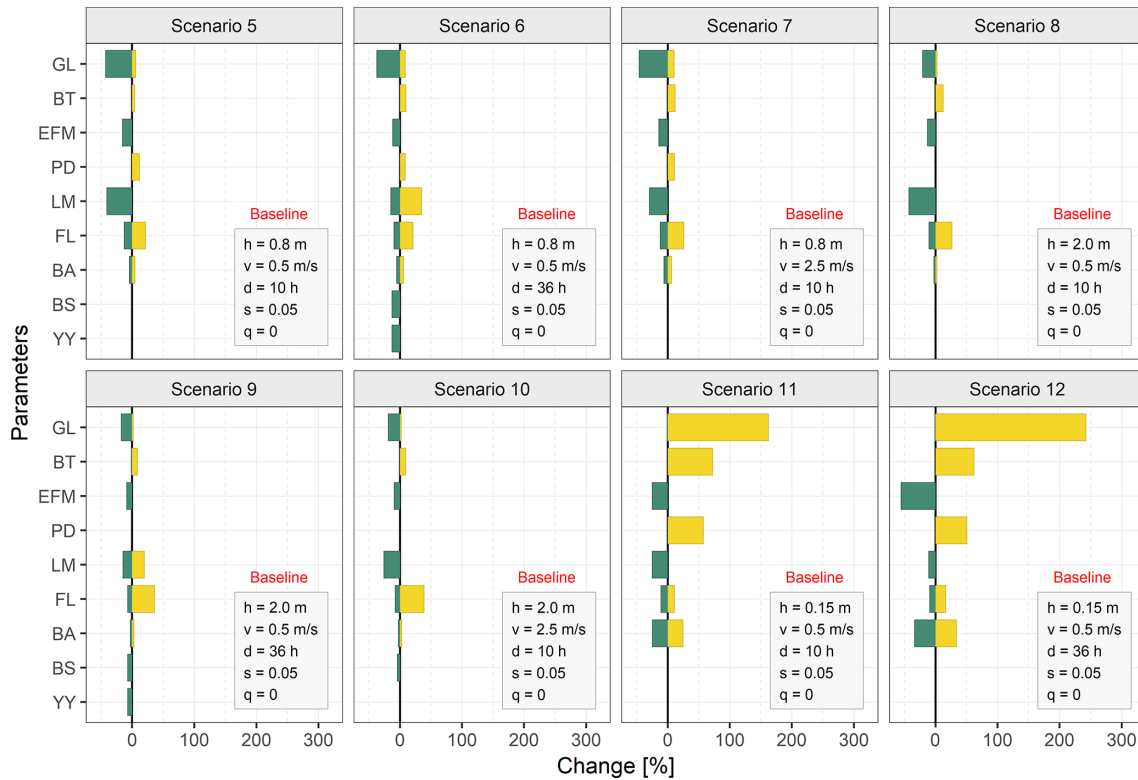 Scenario 5
Scenario 6
Scenario 7
Scenario 8
Parameters
GL
BT
EFM
PD
LM
FL
BA
BS
YY
Baseline
h = 0.8 m
v = 0.5 m/s
d = 10 h
s = 0.05
q = 0
Baseline
h = 0.8 m
v = 0.5 m/s
d = 36 h
s = 0.05
q = 0
Baseline
h = 0.8 m
v = 2.5 m/s
d = 10 h
s = 0.05
q = 0
Baseline
h = 2.0 m
v = 0.5 m/s
d = 10 h
s = 0.05
q = 0
Scenario 9
Scenario 10
Scenario 11
Scenario 12
GL
BT
EFM
PD
LM
FL
BA
BS
YY
Baseline
h = 2.0 m
v = 0.5 m/s
d = 36 h
s = 0.05
q = 0
Baseline
h = 2.0 m
v = 2.5 m/s
d = 10 h
s = 0.05
q = 0
Baseline
h = 0.15 m
v = 0.5 m/s
d = 10 h
s = 0.05
q = 0
Baseline
h = 0.15 m
v = 0.5 m/s
d = 36 h
s = 0.05
q = 0
0 100 200 300
0 100 200 300
0 100 200 300
0 100 200 300
Change [%]